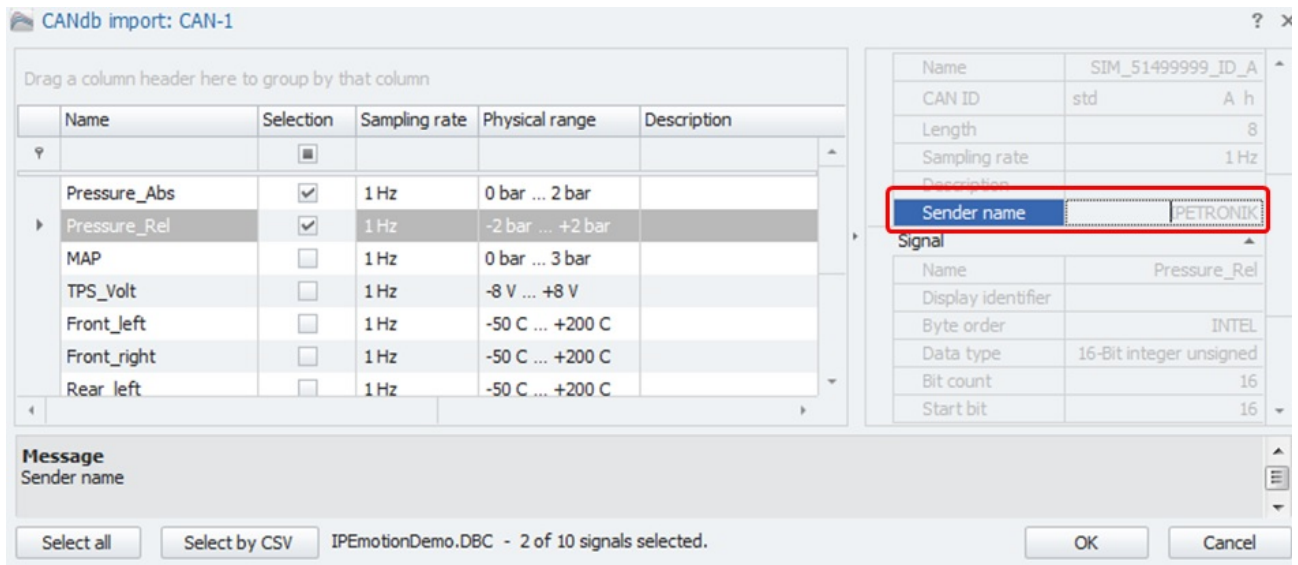 CANdb import: CAN-1
Drag a column header here to group by that column
Name Selection Sampling rate Physical range Description
Pressure_Abs 1 Hz 0 bar ... 2 bar
Pressure_Rel 1 Hz -2 bar ... +2 bar
MAP 1 Hz 0 bar ... 3 bar
TPS_Volt 1 Hz -8 V ... +8 V
Front_left 1 Hz -50 C ... +200 C
Front_right 1 Hz -50 C ... +200 C
Rear_left 1 Hz -50 C ... +200 C
Name SIM_51499999_ID_A
CAN ID std A h
Length 8
Sampling rate 1 Hz
Description
Sender name IPETRONIK
Signal
Name Pressure_Rel
Display identifier
Byte order INTEL
Data type 16-Bit integer unsigned
Bit count 16
Start bit 16
Message
Sender name
Select all Select by CSV IPEmotionDemo.DBC - 2 of 10 signals selected. OK Cancel